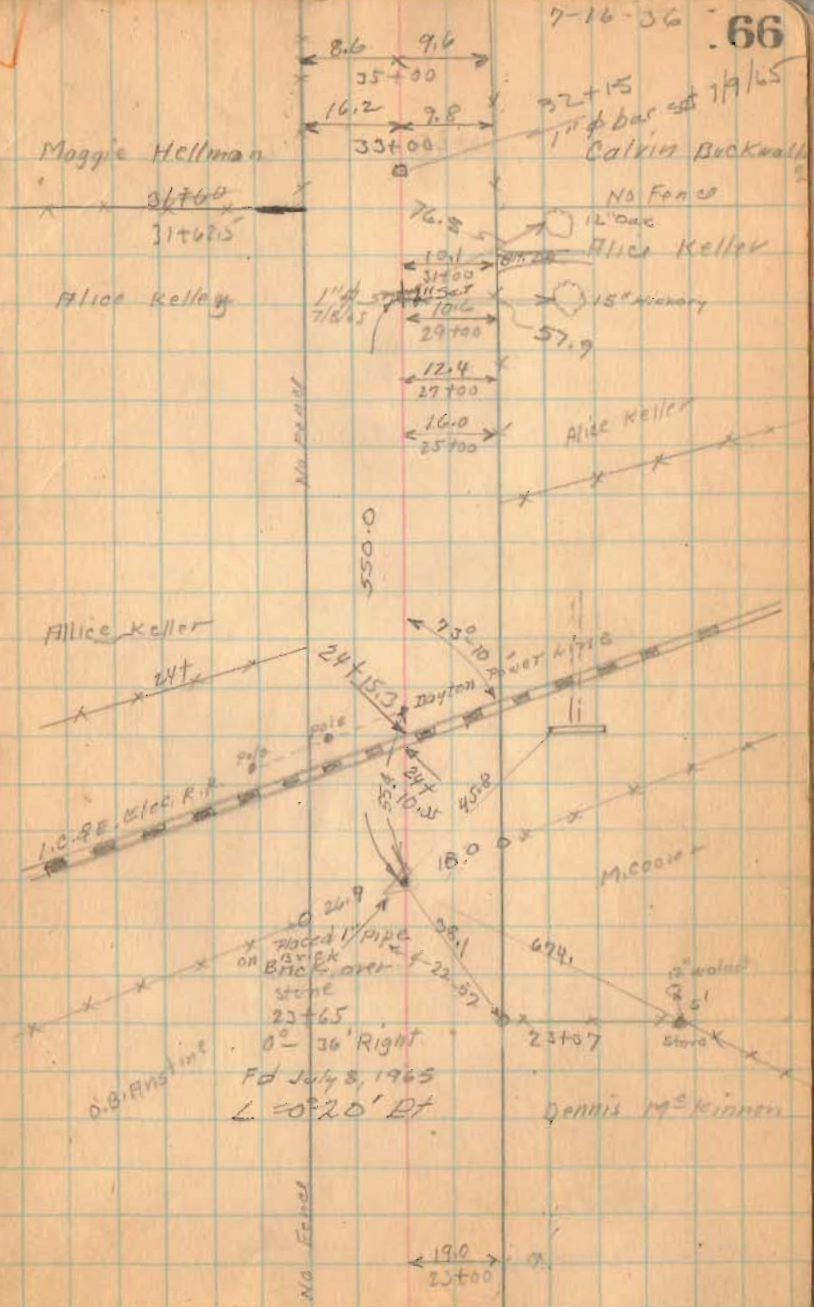 7-16-36
66
8.6 9.6
35+00
16.2 9.8
33+00
32+15
1"φ bar set 7/9/65
Maggie Hellman
Calvin
36+60
31+62.5
No Fence
76.8
12" Oak
10.1
31+00
Alice Keller
Alice Kelley
1"φ
7/8/65
10.6
29+00
15" Hickory
57.9
12.4
27+00
16.0
25+00
No Fence
Alice Keller
550.0
Allice Keller
24+
73°-10
24+15.3
Dayton Power Line
Pole
Pole
I.C.&E. Elec. R.R.
24+
10.35
45.8
18.0
M. Coover
26.9
Placed 1" Pipe
on Brick
Brick over
stone
4-22-52
38.1
674.
12" walnut
5'
23+65
0°-36' Right
23+07
Stone
O.B. Anstine
Fd July 8, 1965
∠=0°20' Rt
Dennis McKinnon
No Fence
19.0
23+00